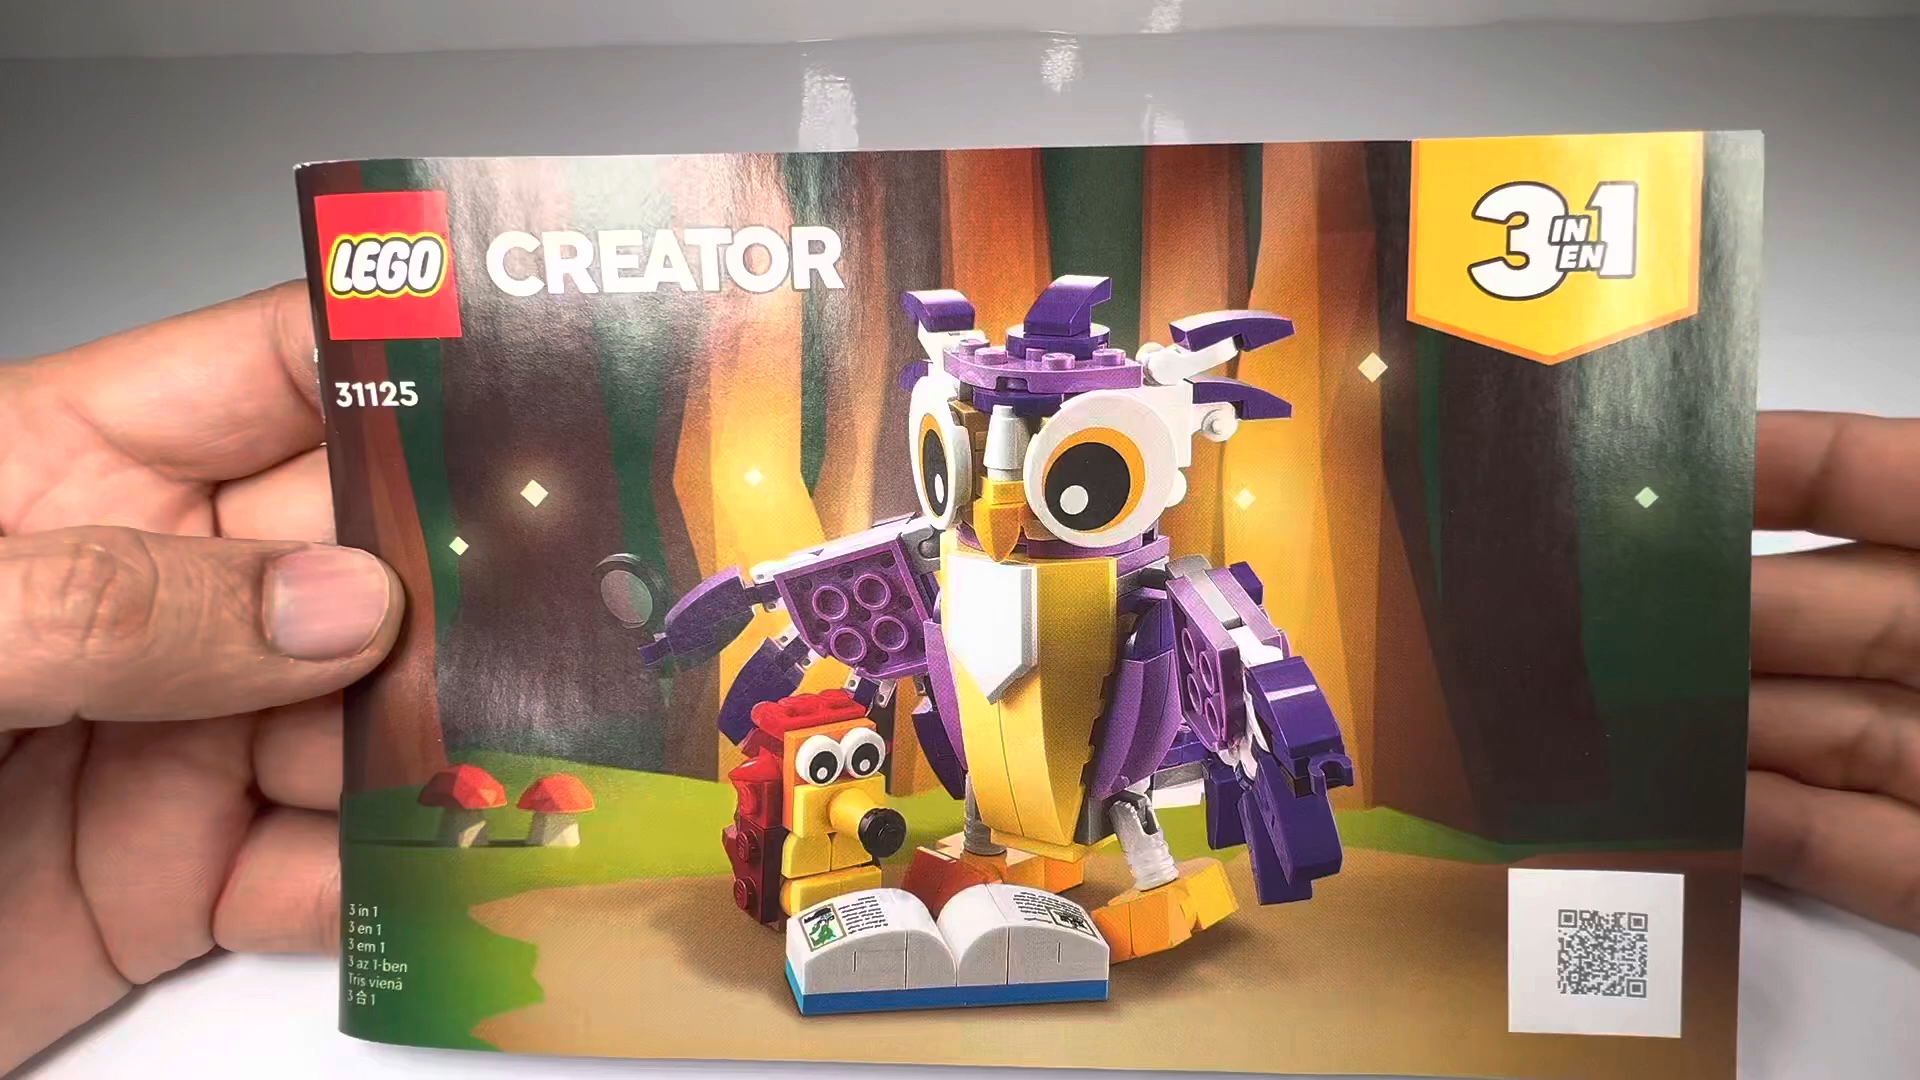 LEGO CREATOR
3 IN EN 1
31125
3 in 1
3 en 1
3 em 1
3 az 1-ben
Trīs vienā
3 合 1